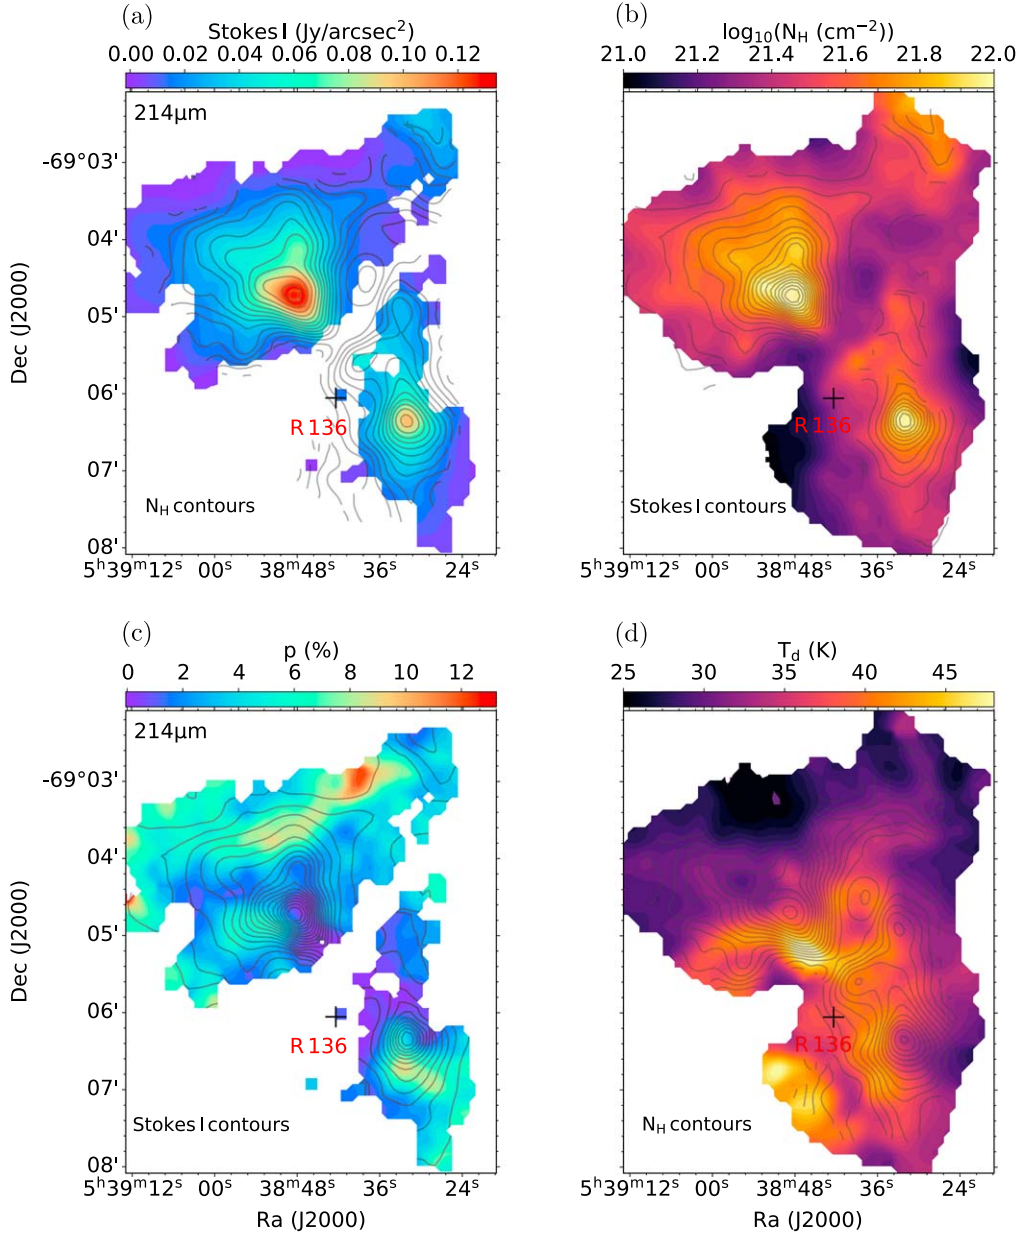 (a)
Stokes I (Jy/arcsec²)
0.00 0.02 0.04 0.06 0.08 0.10 0.12
214μm
-69°03'
04'
05'
06'
07'
08'
Dec (J2000)
R 136
N_H contours
5ʰ39ᵐ12ˢ 00ˢ 38ᵐ48ˢ 36ˢ 24ˢ
(b)
log₁₀(N_H (cm⁻²))
21.0 21.2 21.4 21.6 21.8 22.0
R 136
Stokes I contours
5ʰ39ᵐ12ˢ 00ˢ 38ᵐ48ˢ 36ˢ 24ˢ
(c)
p (%)
0 2 4 6 8 10 12
214μm
-69°03'
04'
05'
06'
07'
08'
Dec (J2000)
R 136
Stokes I contours
5ʰ39ᵐ12ˢ 00ˢ 38ᵐ48ˢ 36ˢ 24ˢ
Ra (J2000)
(d)
T_d (K)
25 30 35 40 45
R 136
N_H contours
5ʰ39ᵐ12ˢ 00ˢ 38ᵐ48ˢ 36ˢ 24ˢ
Ra (J2000)